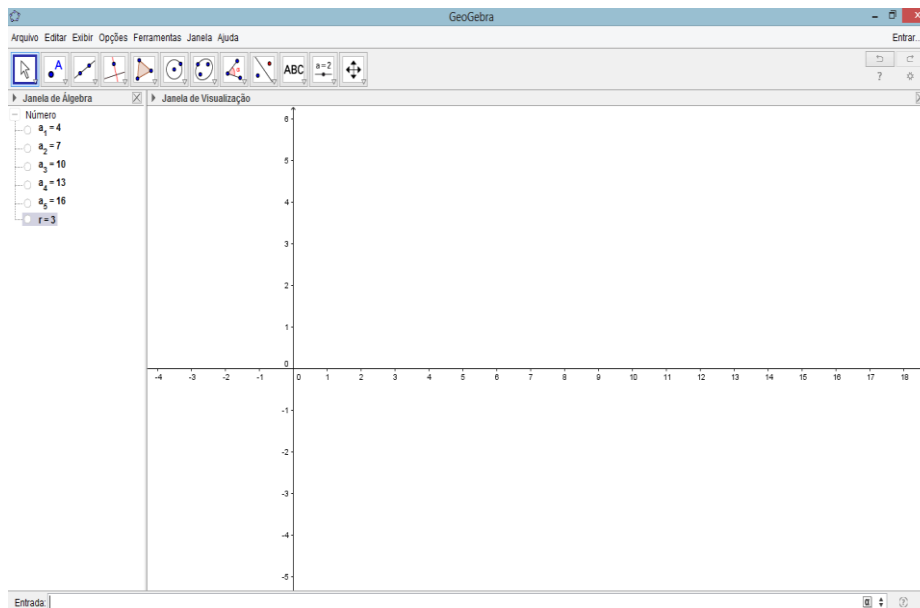 GeoGebra
Arquivo Editar Exibir Opções Ferramentas Janela Ajuda
Entrar...
A
α
ABC
a=2
?
Janela de Álgebra
Janela de Visualização
Número
a₁ = 4
a₂ = 7
a₃ = 10
a₄ = 13
a₅ = 16
r = 3
6
5
4
3
2
1
0
-4 -3 -2 -1 0 1 2 3 4 5 6 7 8 9 10 11 12 13 14 15 16 17 18
-1
-2
-3
-4
-5
Entrada:
α
?